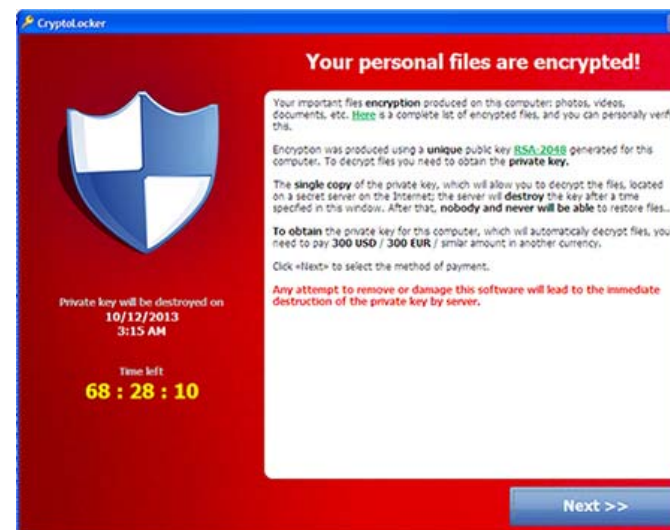 CryptoLocker
Your personal files are encrypted!
Your important files encryption produced on this computer: photos, videos,
documents, etc. Here is a complete list of encrypted files, and you can personally verif
this.
Encryption was produced using a unique public key RSA-2048 generated for this
computer. To decrypt files you need to obtain the private key.
The single copy of the private key, which will allow you to decrypt the files, located
on a secret server on the Internet; the server will destroy the key after a time
specified in this window. After that, nobody and never will be able to restore files...
To obtain the private key for this computer, which will automatically decrypt files, you
need to pay 300 USD / 300 EUR / similar amount in another currency.
Click «Next» to select the method of payment.
Any attempt to remove or damage this software will lead to the immediate
destruction of the private key by server.
Private key will be destroyed on
10/12/2013
3:15 AM
Time left
68 : 28 : 10
Next >>